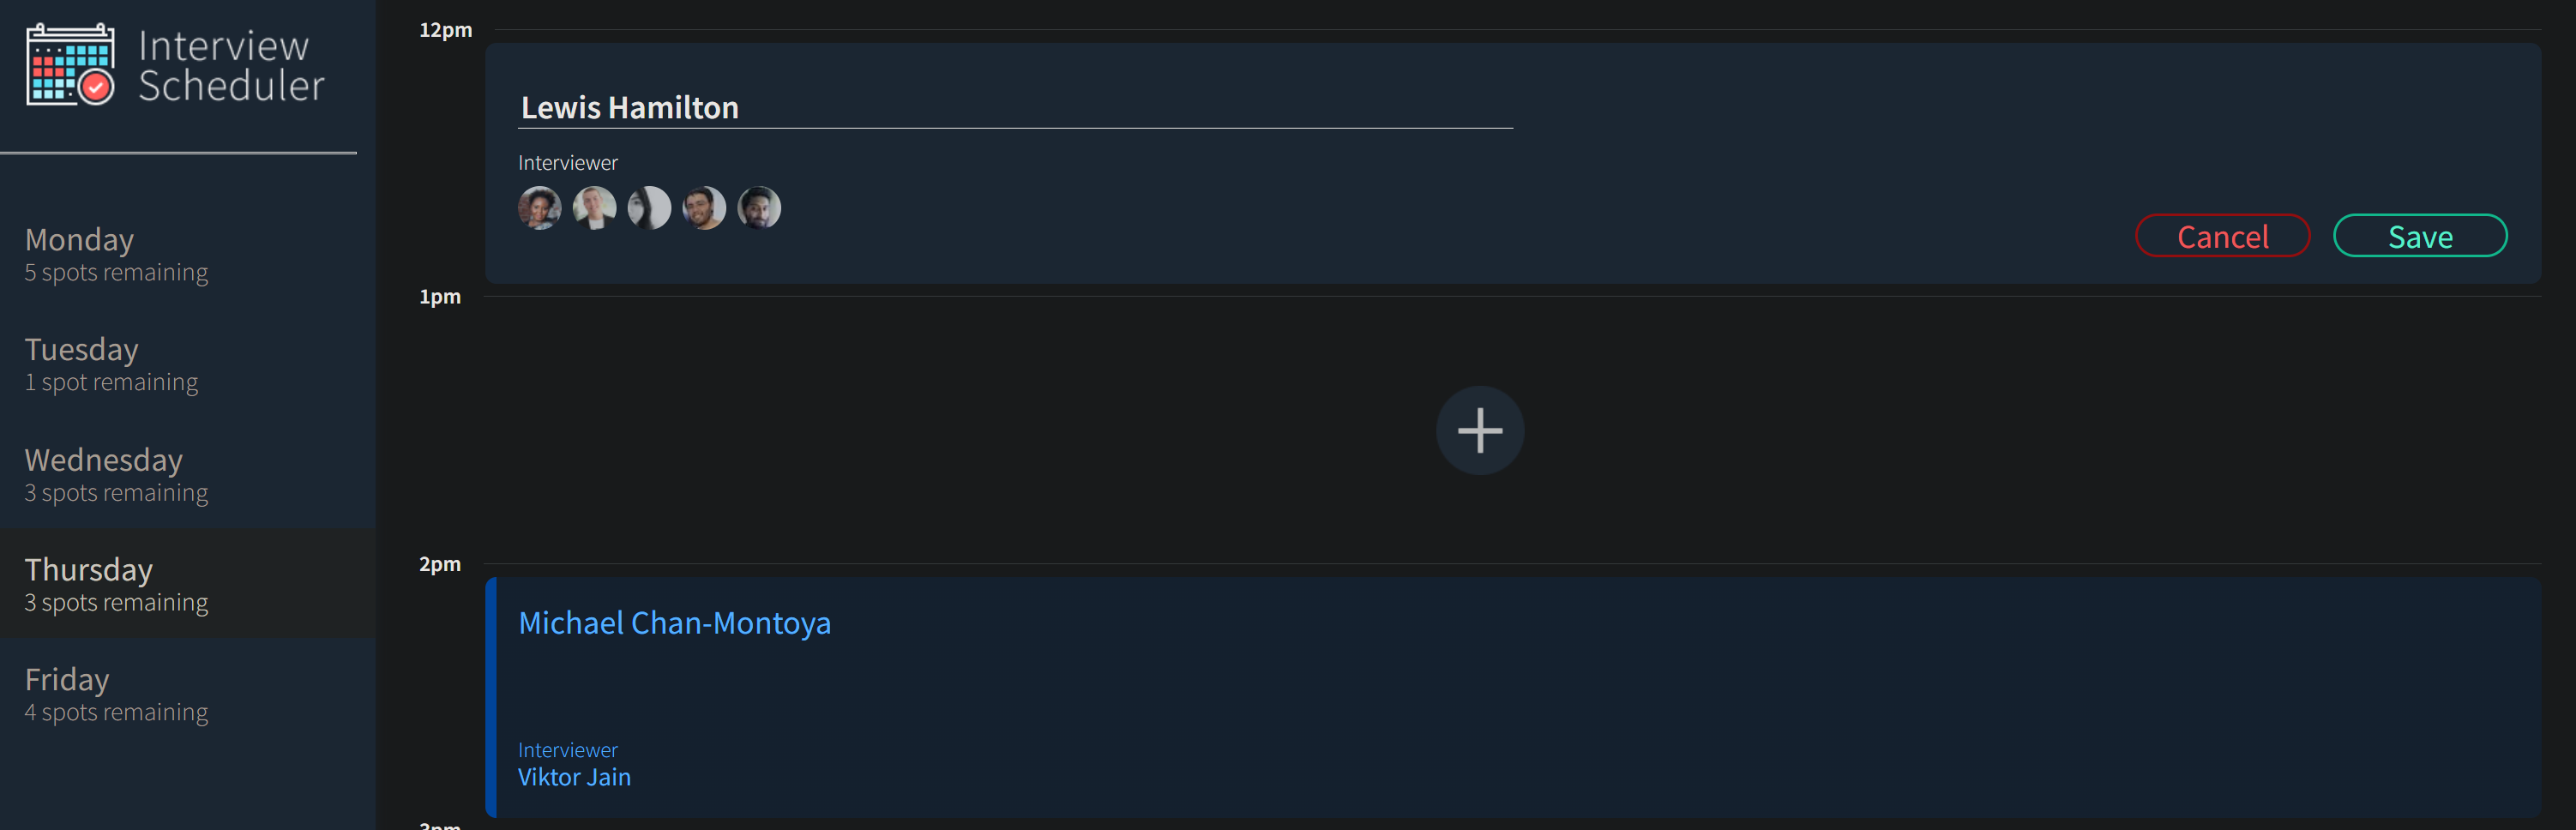 Interview
Scheduler
Monday
5 spots remaining
Tuesday
1 spot remaining
Wednesday
3 spots remaining
Thursday
3 spots remaining
Friday
4 spots remaining
12pm
Lewis Hamilton
Interviewer
Cancel Save
1pm
2pm
Michael Chan-Montoya
Interviewer
Viktor Jain
3pm